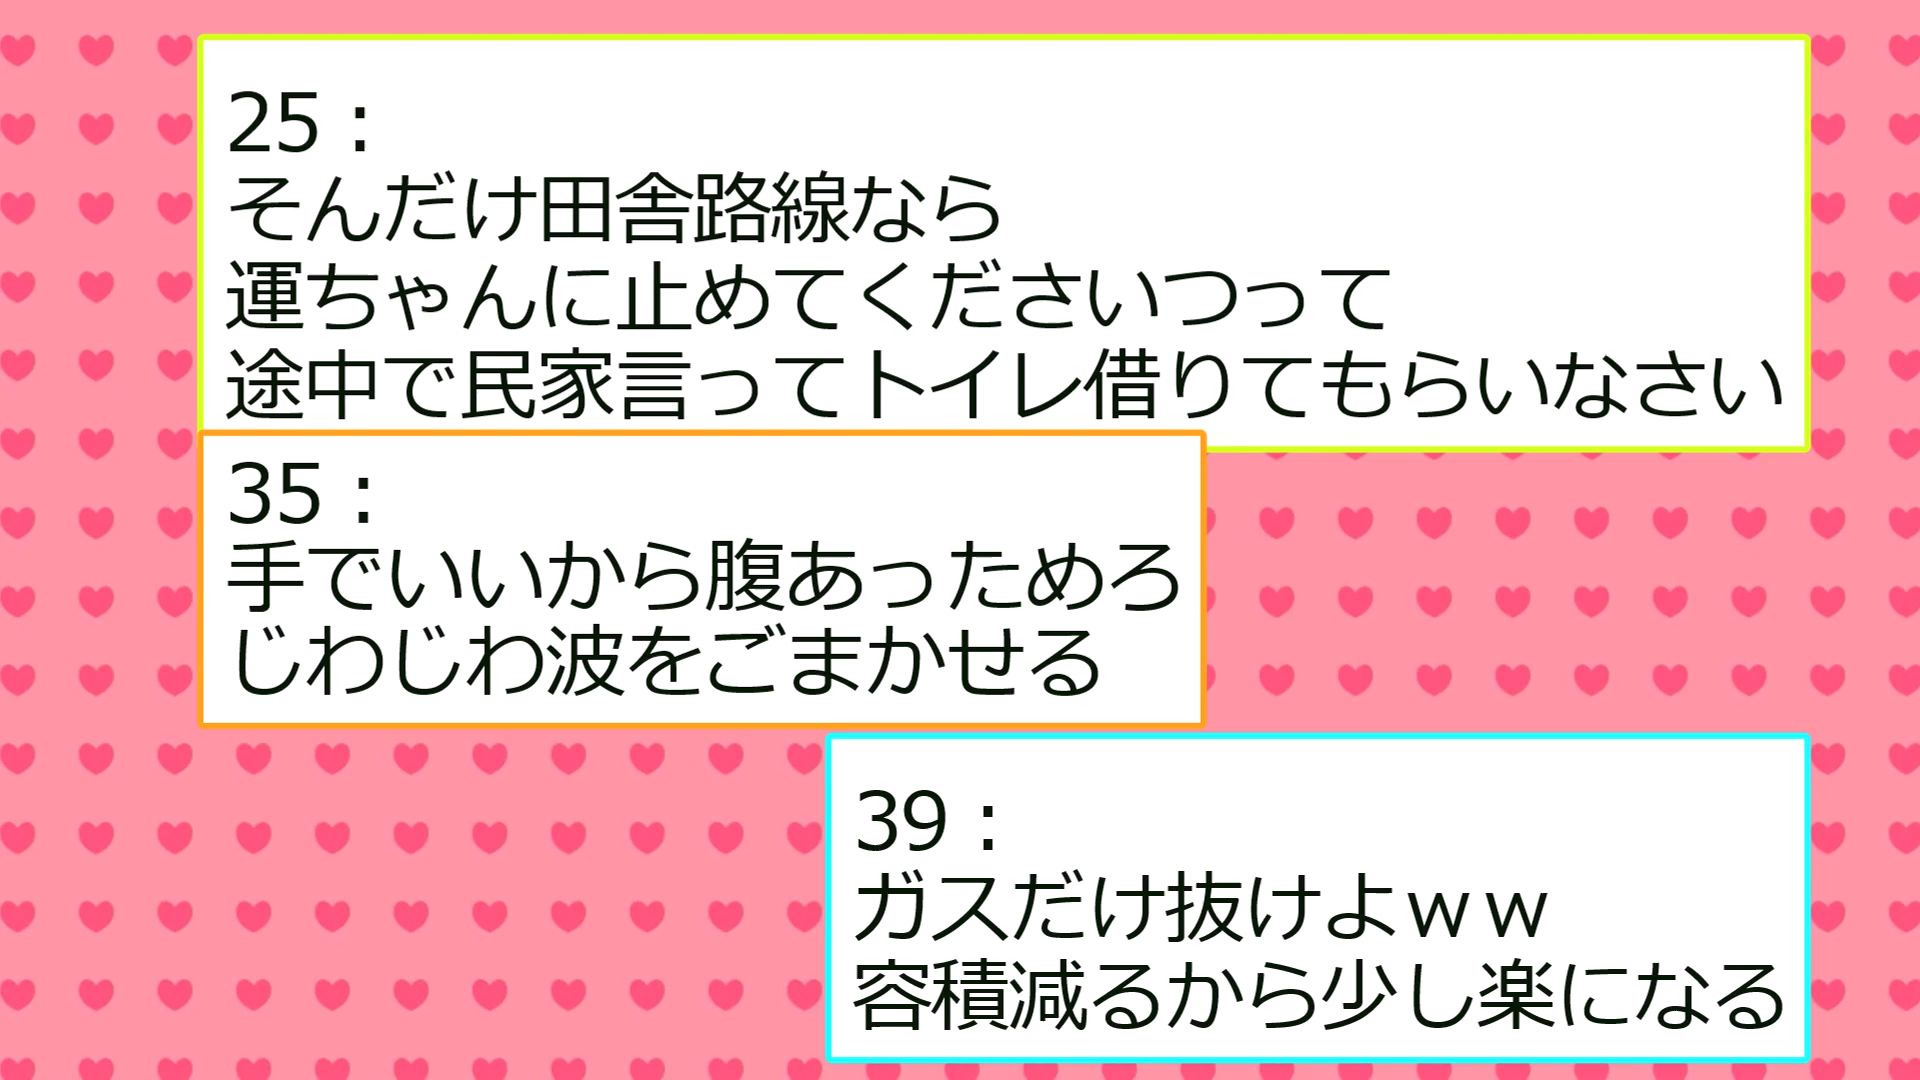 25：
そんだけ田舎路線なら
運ちゃんに止めてくださいつって
途中で民家言ってトイレ借りてもらいなさい
35：
手でいいから腹あっためろ
じわじわ波をごまかせる
39：
ガスだけ抜けよｗｗ
容積減るから少し楽になる